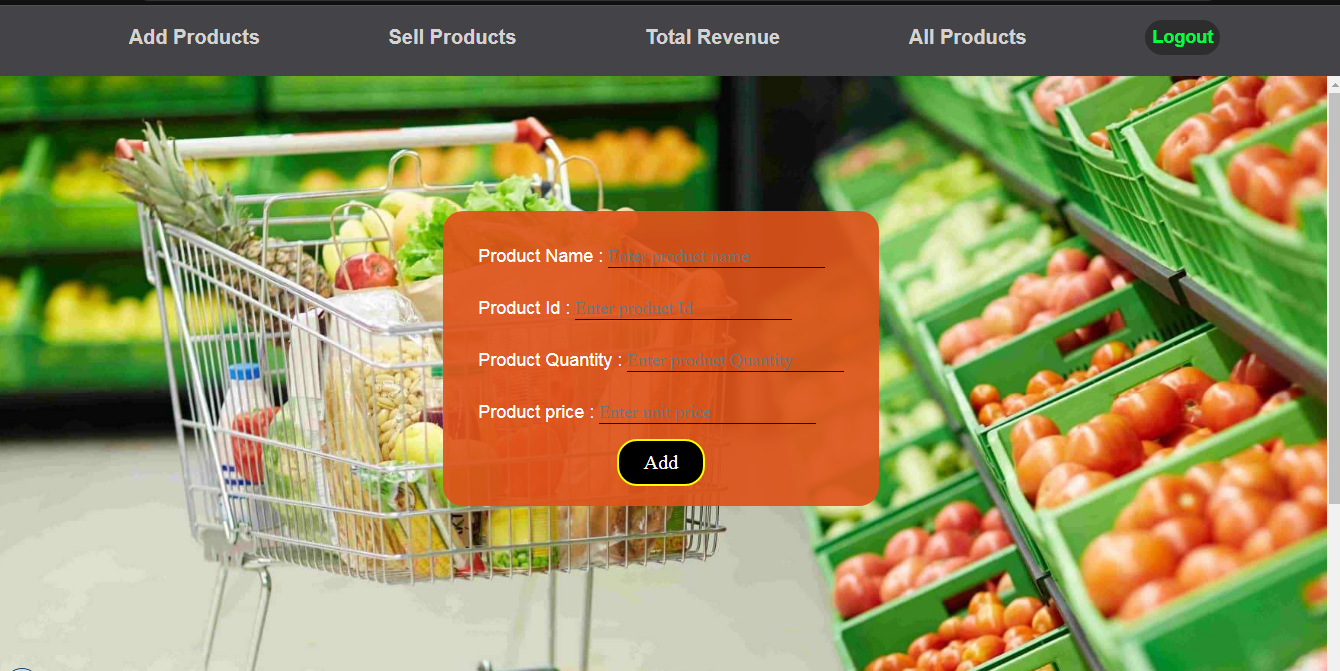 Add Products Sell Products Total Revenue All Products Logout
Product Name : Enter product name
Product Id : Enter product Id
Product Quantity : Enter product Quantity
Product price : Enter unit price
Add